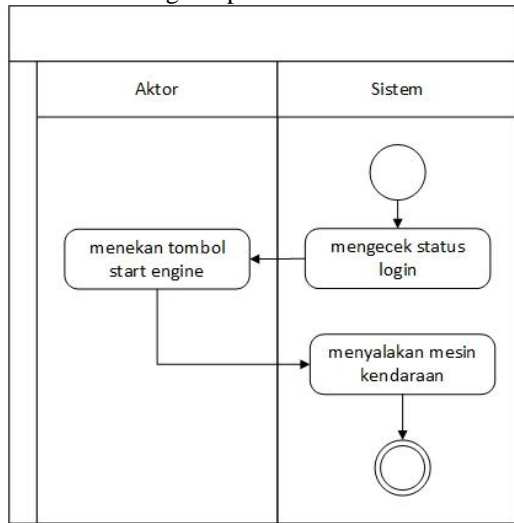 Aktor
Sistem
mengecek status
login
menekan tombol
start engine
menyalakan mesin
kendaraan